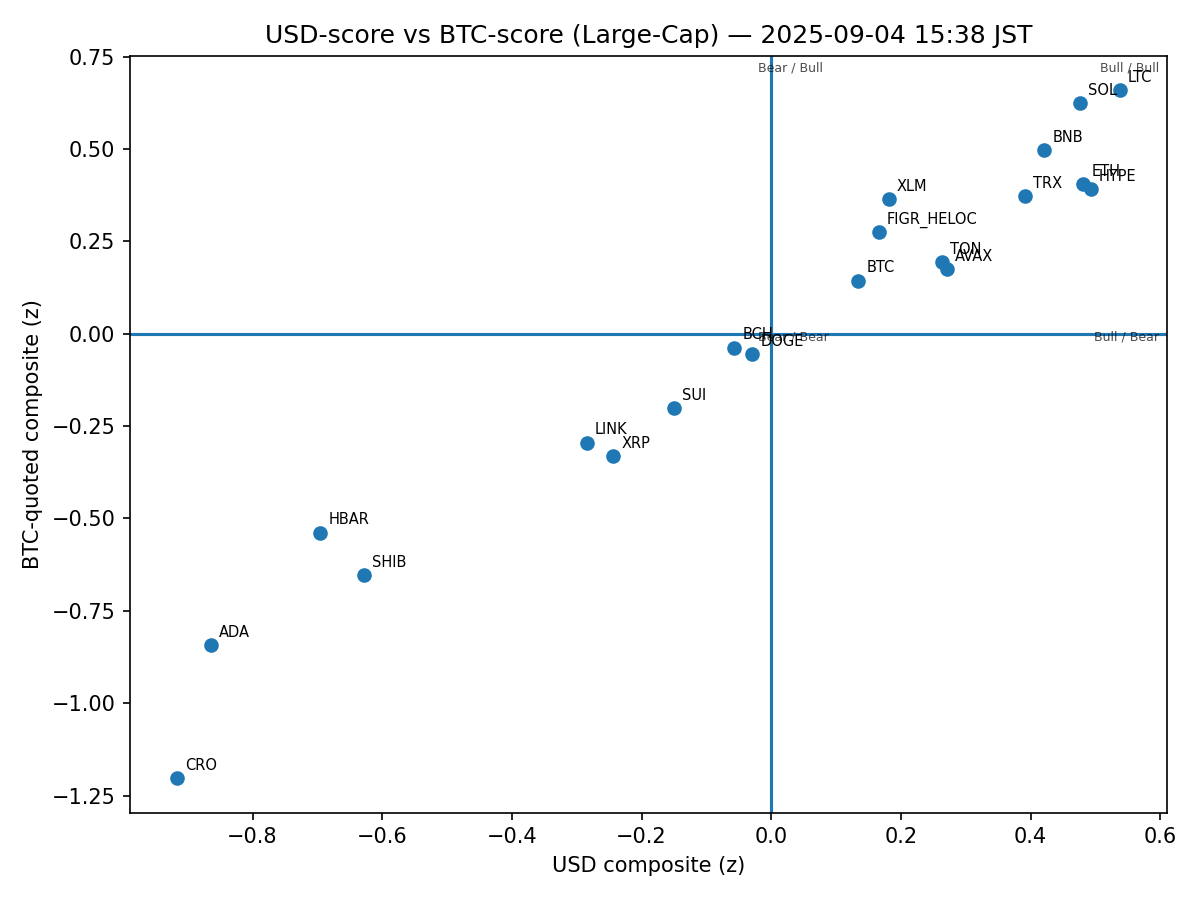 USD-score vs BTC-score (Large-Cap) — 2025-09-04 15:38 JST
0.75
0.50
0.25
0.00
−0.25
−0.50
−0.75
−1.00
−1.25
BTC-quoted composite (z)
Bear / Bull
Bull / Bull
LTC
SOL
BNB
ETH
HYPE
TRX
XLM
FIGR_HELOC
TON
AVAX
BTC
BCH
Bear / Bear
DOGE
Bull / Bear
SUI
LINK
XRP
HBAR
SHIB
ADA
CRO
−0.8
−0.6
−0.4
−0.2
0.0
0.2
0.4
0.6
USD composite (z)